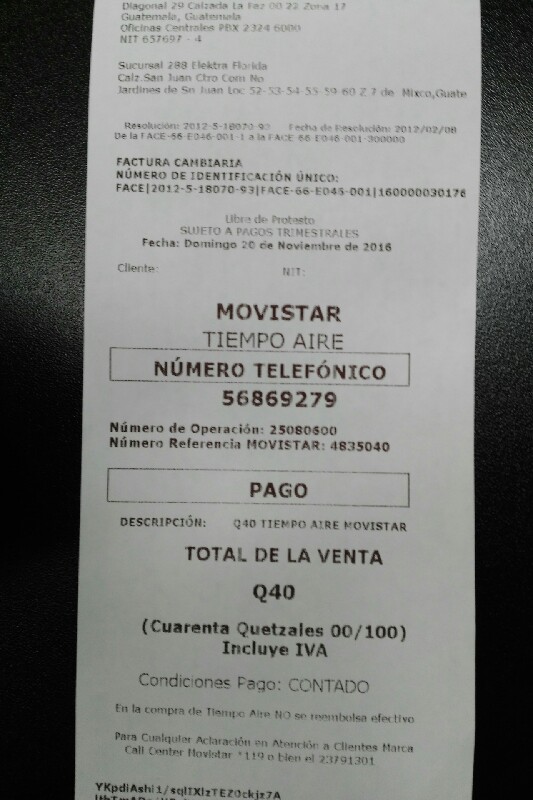 Diagonal 29 Calzada La Paz 00 22 Zona 17
Guatemala, Guatemala
Oficinas Centrales PBX 2324 6000
NIT 657697 - 4
Sucursal 288 Elektra Florida
Calz.San Juan Ctro Com No
Jardines de Sn Juan Loc 52-53-54-55-59-60 Z 7 de Mixco,Guate
Resolución: 2012-5-18070-93 Fecha de Resolución: 2012/02/08
De la FACE-66-E046-001-1 a la FACE-66-E046-001-300000
FACTURA CAMBIARIA
NÚMERO DE IDENTIFICACIÓN ÚNICO:
FACE|2012-5-18070-93|FACE-66-E045-001|160000030176
Libre de Protesto
SUJETO A PAGOS TRIMESTRALES
Fecha: Domingo 20 de Noviembre de 2016
Cliente: NIT:
MOVISTAR
TIEMPO AIRE
NÚMERO TELEFÓNICO
56869279
Número de Operación: 25080600
Número Referencia MOVISTAR: 4835040
PAGO
DESCRIPCIÓN: Q40 TIEMPO AIRE MOVISTAR
TOTAL DE LA VENTA
Q40
(Cuarenta Quetzales 00/100)
Incluye IVA
Condiciones Pago: CONTADO
En la compra de Tiempo Aire NO se reembolsa efectivo
Para Cualquier Aclaración en Atención a Clientes Marca
Call Center Movistar *119 o bien el 23791301
YKpdiAshi1/sqlIXlzTEZ0ckjz7A